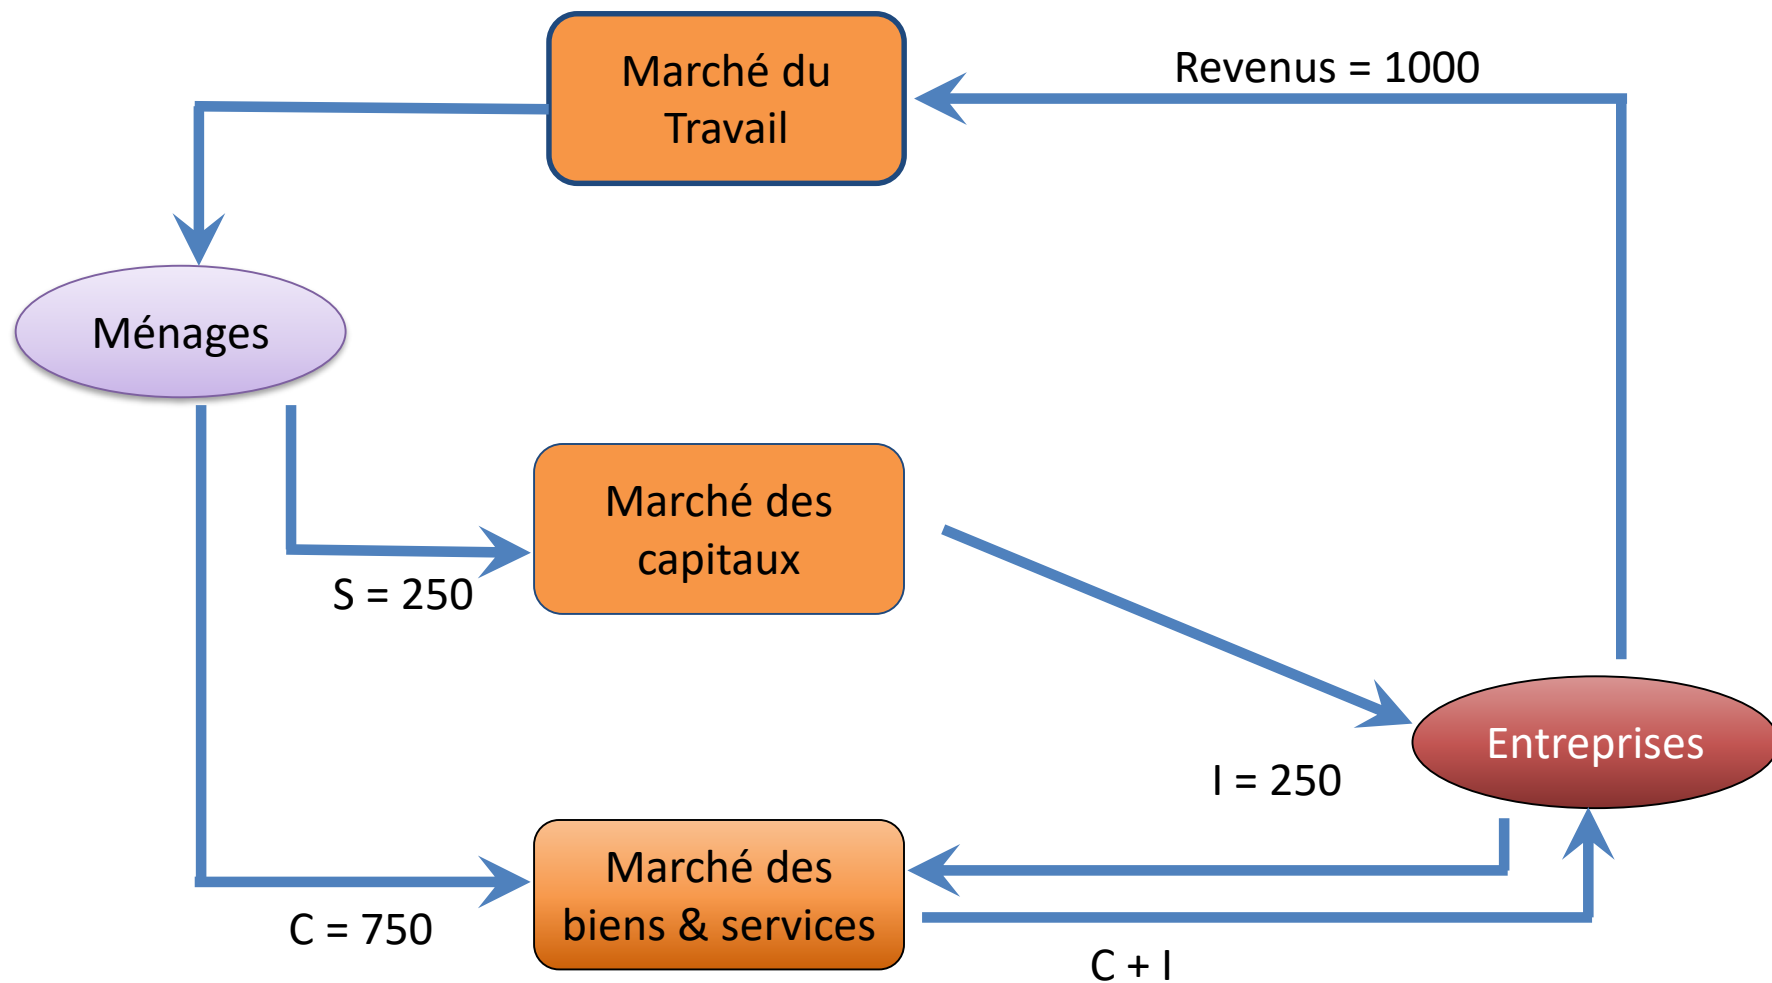 Marché du
Travail
Revenus = 1000
Ménages
Marché des
capitaux
S = 250
Entreprises
I = 250
Marché des
biens & services
C = 750
C + I